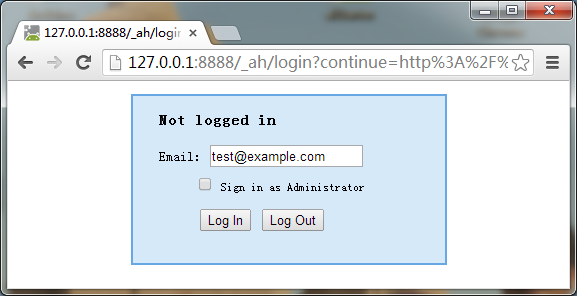 127.0.0.1:8888/_ah/login
127.0.0.1:8888/_ah/login?continue=http%3A%2F%
Not logged in
Email: test@example.com
Sign in as Administrator
Log In Log Out